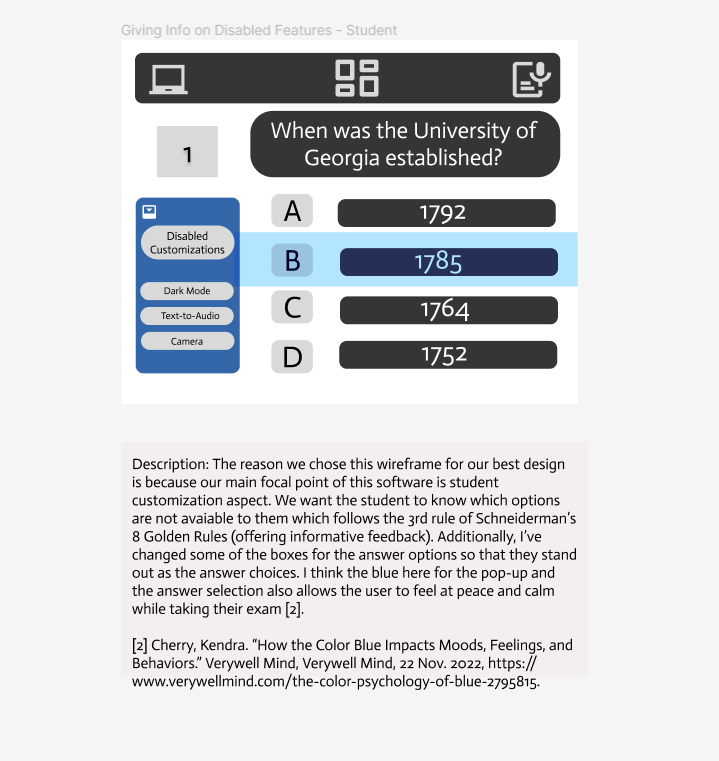 Giving Info on Disabled Features - Student
When was the University of
Georgia established?
1
A
1792
Disabled
Customizations
B
1785
Dark Mode
C
1764
Text-to-Audio
Camera
D
1752
Description: The reason we chose this wireframe for our best design
is because our main focal point of this software is student
customization aspect. We want the student to know which options
are not avaiable to them which follows the 3rd rule of Schneiderman's
8 Golden Rules (offering informative feedback). Additionally, I've
changed some of the boxes for the answer options so that they stand
out as the answer choices. I think the blue here for the pop-up and
the answer selection also allows the user to feel at peace and calm
while taking their exam [2].
[2] Cherry, Kendra. “How the Color Blue Impacts Moods, Feelings, and
Behaviors.” Verywell Mind, Verywell Mind, 22 Nov. 2022, https://
www.verywellmind.com/the-color-psychology-of-blue-2795815.